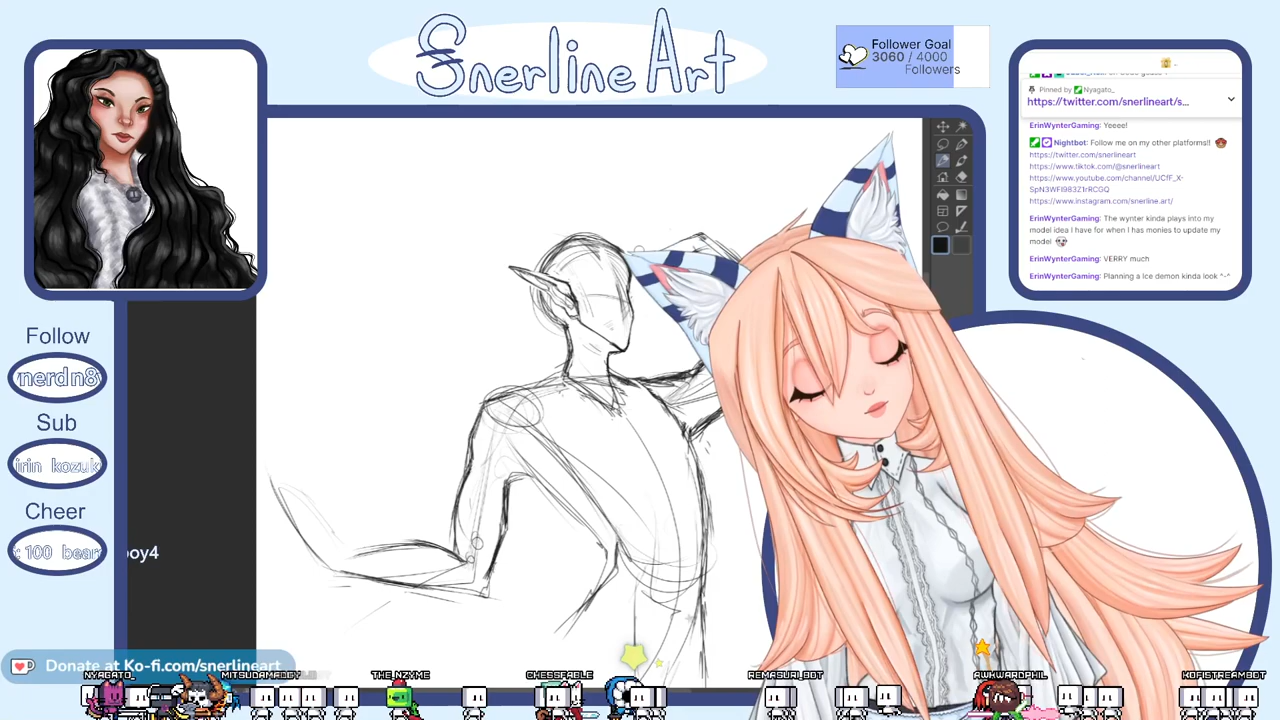 Snerline Art
Follower Goal
3060 / 4000
Followers
Pinned by Nyagato_
https://twitter.com/snerlineart/s...
ErinWynterGaming: Yeeee!
Nightbot: Follow me on my other platforms!!
https://twitter.com/snerlineart
https://www.tiktok.com/@snerlineart
https://www.youtube.com/channel/UCfF_X-
https://www.instagram.com/snerline.art/
ErinWynterGaming: The wynter kinda plays into my
model idea I have for when I has monies to update my
model
ErinWynterGaming: VERRY much
ErinWynterGaming: Planning a Ice demon kinda look ^-^
Follow
nerdn8
Sub
irin kozuk
Cheer
: 100 bear
boy4
Donate at Ko-fi.com/snerlineart
NYAGATO_
THE_NZYME
CHESSFABLE
REMASURI_BOT
AWKWARDPHIL
KOFISTREAMBOT